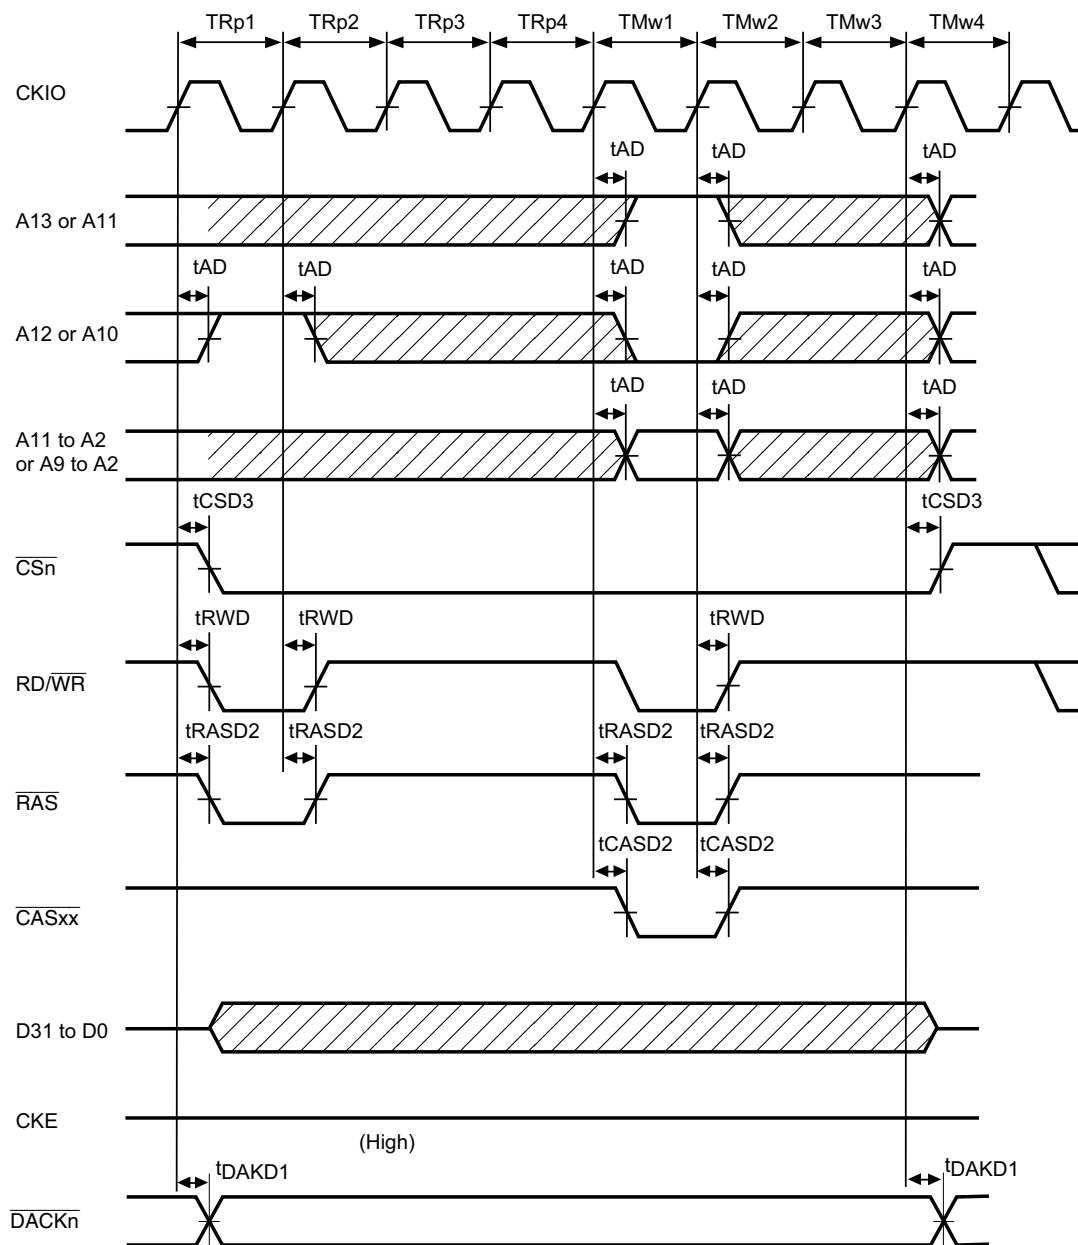 TRp1 TRp2 TRp3 TRp4 TMw1 TMw2 TMw3 TMw4
CKIO
tAD tAD tAD
A13 or A11
tAD tAD tAD tAD tAD
A12 or A10
tAD tAD tAD
A11 to A2
or A9 to A2
tCSD3 tCSD3
CSn
tRWD tRWD tRWD
RD/WR
tRASD2 tRASD2 tRASD2 tRASD2
RAS
tCASD2 tCASD2
CASxx
D31 to D0
CKE
(High)
tDAKD1 tDAKD1
DACKn